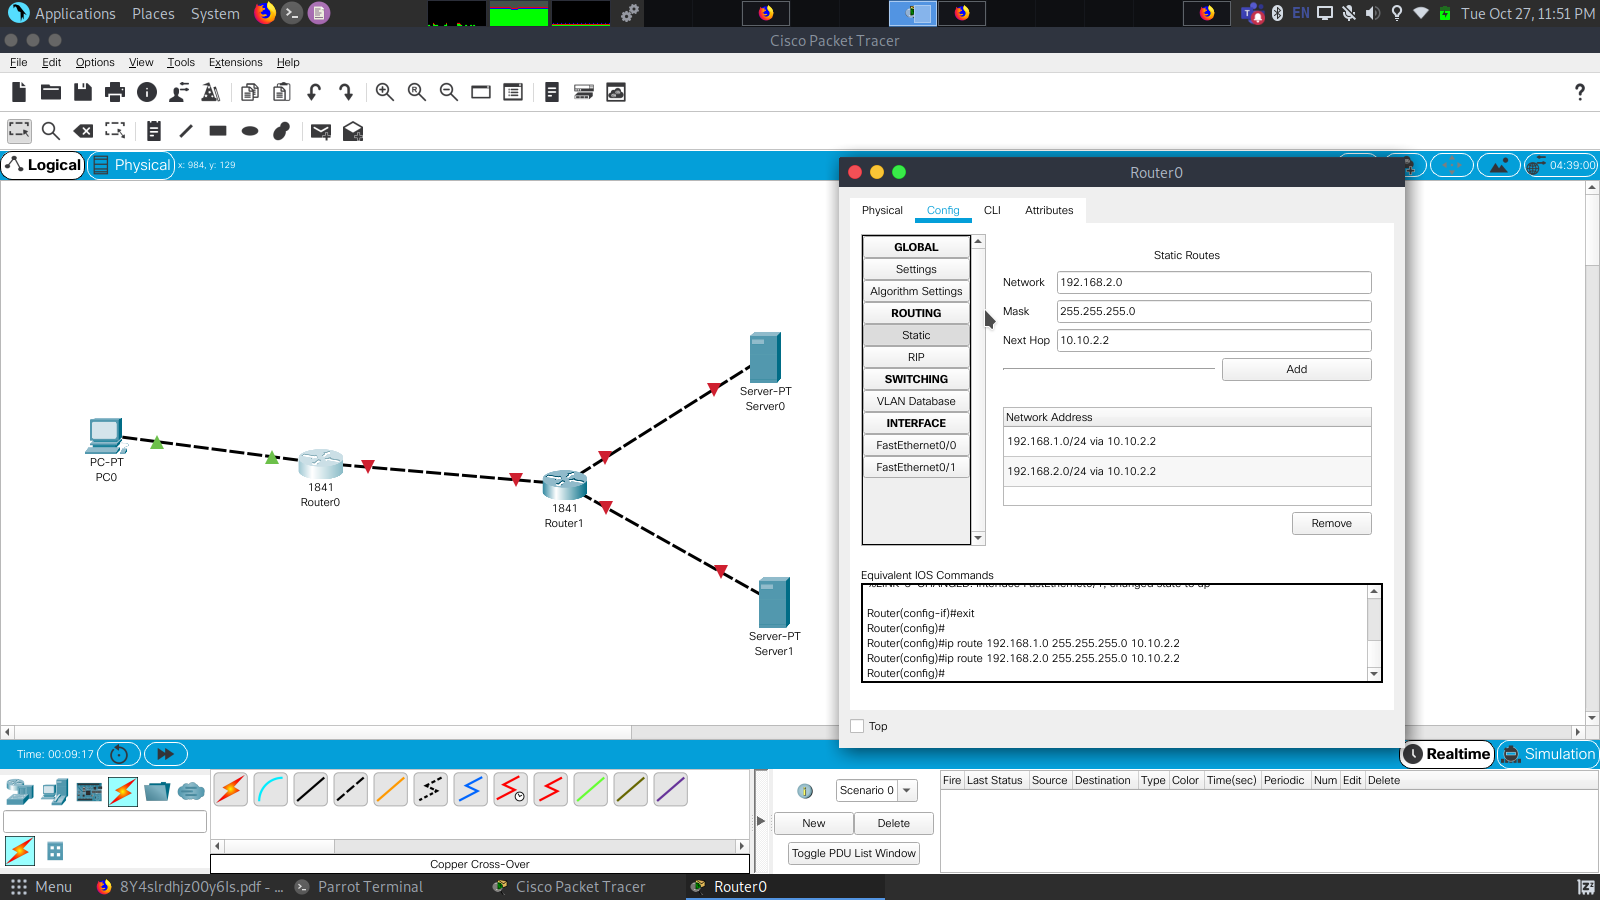 Applications Places System EN Tue Oct 27, 11:51 PM
Cisco Packet Tracer
File Edit Options View Tools Extensions Help
?
Logical Physical x: 984, y: 129 04:39:00
Router0
Physical Config CLI Attributes
GLOBAL
Settings
Algorithm Settings
ROUTING
Static
RIP
SWITCHING
VLAN Database
INTERFACE
FastEthernet0/0
FastEthernet0/1
Static Routes
Network 192.168.2.0
Mask 255.255.255.0
Next Hop 10.10.2.2
Add
Network Address
192.168.1.0/24 via 10.10.2.2
192.168.2.0/24 via 10.10.2.2
Remove
Equivalent IOS Commands
Router(config-if)#exit
Router(config)#
Router(config)#ip route 192.168.1.0 255.255.255.0 10.10.2.2
Router(config)#ip route 192.168.2.0 255.255.255.0 10.10.2.2
Router(config)#
Top
Server-PT
Server0
PC-PT
PC0
1841
Router0
1841
Router1
Server-PT
Server1
Time: 00:09:17
Realtime Simulation
Scenario 0
New Delete
Toggle PDU List Window
Fire Last Status Source Destination Type Color Time(sec) Periodic Num Edit Delete
Copper Cross-Over
Menu 8Y4slrdhjz00y6Is.pdf - ... Parrot Terminal Cisco Packet Tracer Router0